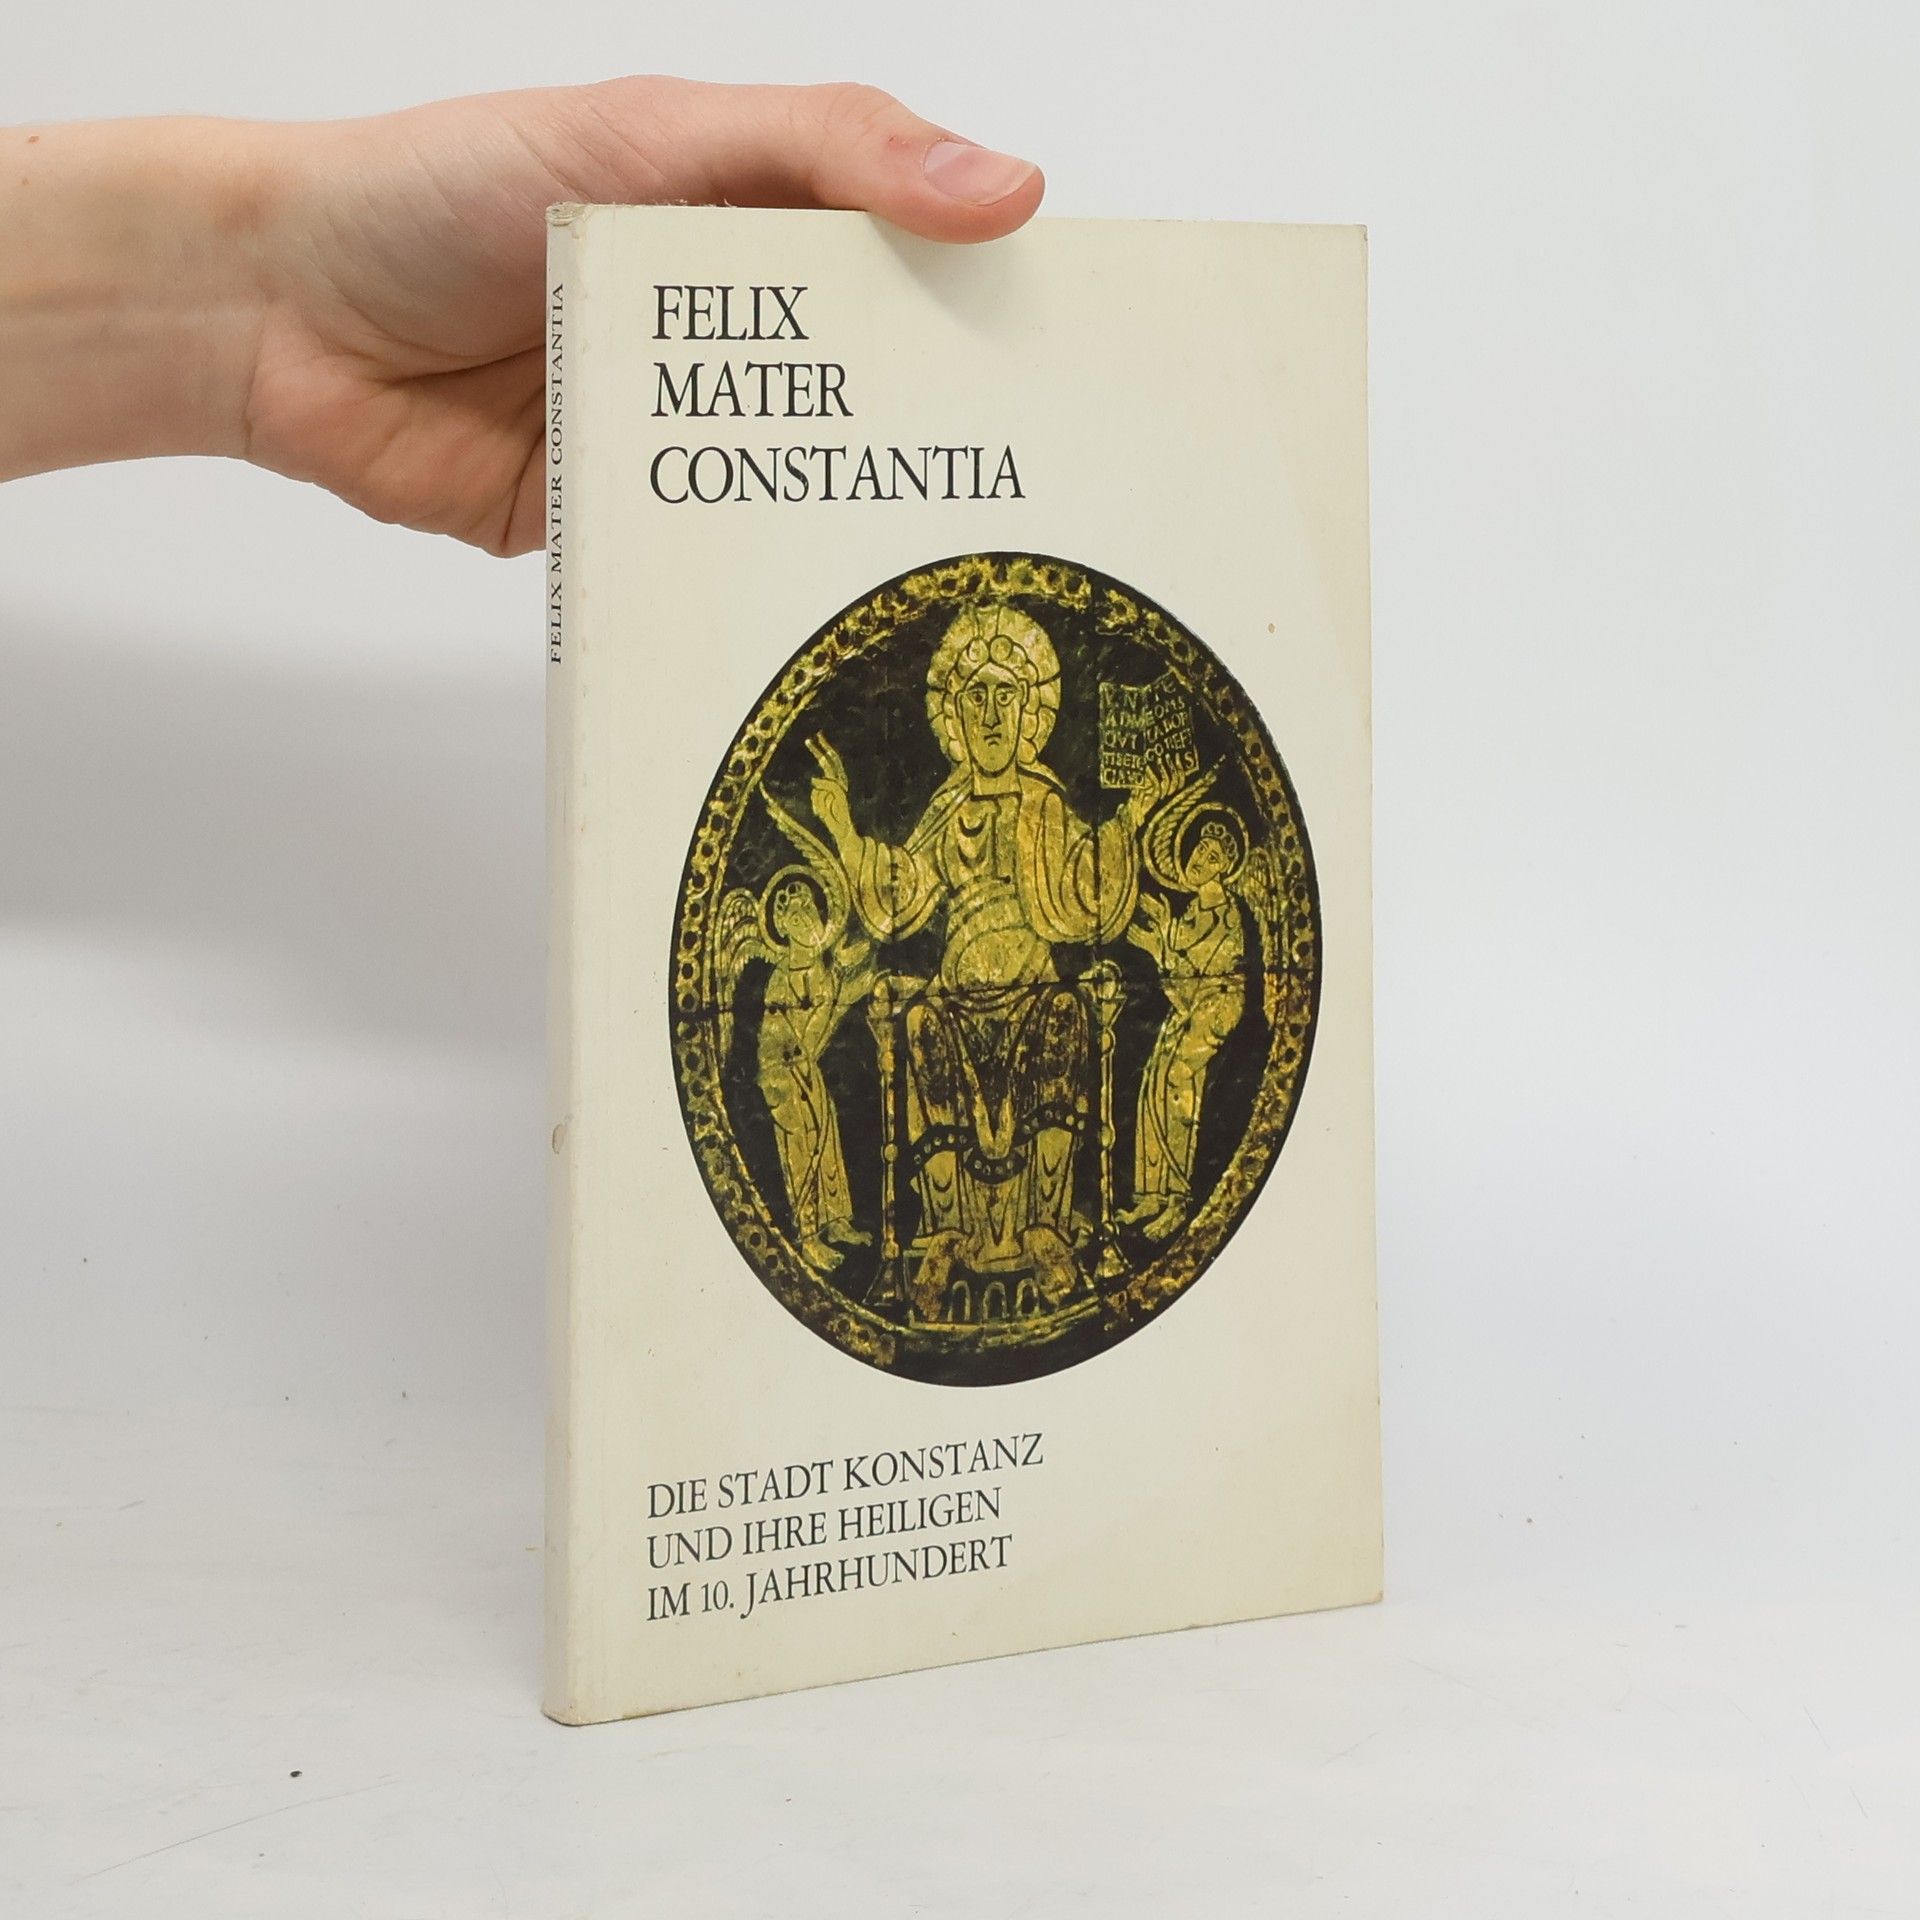 FELIX MATER CONSTANTIA
FELIX
MATER
CONSTANTIA
DIE STADT KONSTANZ
UND IHRE HEILIGEN
IM 10. JAHRHUNDERT